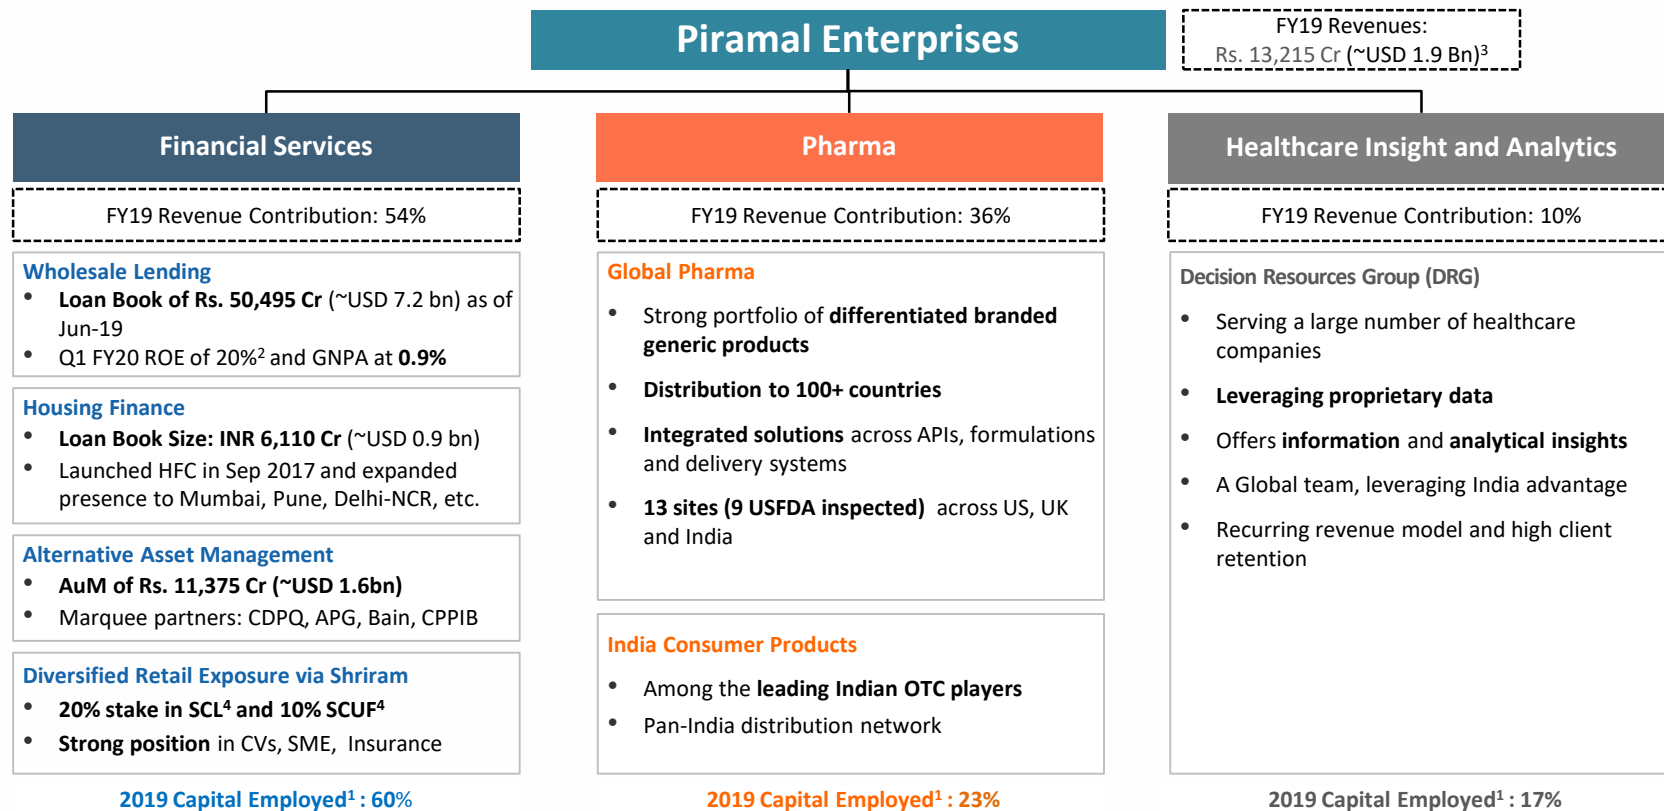 Piramal Enterprises
FY19 Revenues:
Rs. 13,215 Cr (~USD 1.9 Bn)3
Financial Services
FY19 Revenue Contribution: 54%
Wholesale Lending
• Loan Book of Rs. 50,495 Cr (~USD 7.2 bn) as of
Jun-19
• Q1 FY20 ROE of 20%2 and GNPA at 0.9%
Housing Finance
• Loan Book Size: INR 6,110 Cr (~USD 0.9 bn)
• Launched HFC in Sep 2017 and expanded
presence to Mumbai, Pune, Delhi-NCR, etc.
Alternative Asset Management
• AuM of Rs. 11,375 Cr (~USD 1.6bn)
• Marquee partners: CDPQ, APG, Bain, CPPIB
Diversified Retail Exposure via Shriram
• 20% stake in SCL4 and 10% SCUF4
• Strong position in CVs, SME, Insurance
2019 Capital Employed1 : 60%
Pharma
FY19 Revenue Contribution: 36%
Global Pharma
• Strong portfolio of differentiated branded
generic products
• Distribution to 100+ countries
• Integrated solutions across APIs, formulations
and delivery systems
• 13 sites (9 USFDA inspected) across US, UK
and India
India Consumer Products
• Among the leading Indian OTC players
• Pan-India distribution network
2019 Capital Employed1 : 23%
Healthcare Insight and Analytics
FY19 Revenue Contribution: 10%
Decision Resources Group (DRG)
• Serving a large number of healthcare
companies
• Leveraging proprietary data
• Offers information and analytical insights
• A Global team, leveraging India advantage
• Recurring revenue model and high client
retention
2019 Capital Employed1 : 17%